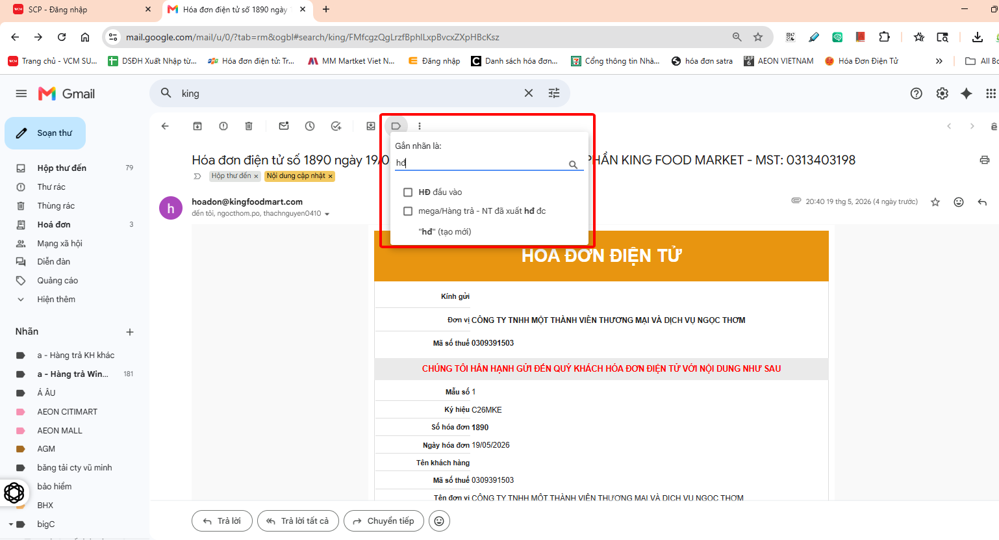 SCP - Đăng nhập
Hóa đơn điện tử số 1890 ngày
mail.google.com/mail/u/0/?tab=rm&ogbl#search/king/FMfcgzQgLrzfBphlLxpBvcxZXpHBcKsz
Trang chủ - VCM SU...
DSĐH Xuất Nhập từ...
Hóa đơn điện tử: Tr...
MM Martket Viet N...
Đăng nhập
Danh sách hóa đơn...
Cổng thông tin Nhà...
hóa đơn satra
AEON VIETNAM
Hóa Đơn Điện Tử
All Bo
Gmail
king
Soạn thư
Hộp thư đến 79
Thư rác
Thùng rác
Hoá đơn 3
Mạng xã hội
Diễn đàn
Quảng cáo
Hiện thêm
Nhãn
a - Hàng trả KH khác
a - Hàng trả Win... 181
Á ÂU
AEON CITIMART
AEON MALL
AGM
băng tải cty vũ minh
bảo hiểm
BHX
bigC
Gắn nhãn là:
hđ
HĐ đầu vào
mega/Hàng trả - NT đã xuất hđ đc
"hđ" (tạo mới)
Hóa đơn điện tử số 1890 ngày 19/0
PHẦN KING FOOD MARKET - MST: 0313403198
Hộp thư đến ×
Nội dung cập nhật ×
h
hoadon@kingfoodmart.com
đến tôi, ngocthom.po, thachnguyen0410
20:40 19 thg 5, 2026 (4 ngày trước)
HÓA ĐƠN ĐIỆN TỬ
Kính gửi
Đơn vị CÔNG TY TNHH MỘT THÀNH VIÊN THƯƠNG MẠI VÀ DỊCH VỤ NGỌC THƠM
Mã số thuế 0309391503
CHÚNG TÔI HÂN HẠNH GỬI ĐẾN QUÝ KHÁCH HÓA ĐƠN ĐIỆN TỬ VỚI NỘI DUNG NHƯ SAU
Mẫu số 1
Ký hiệu C26MKE
Số hóa đơn 1890
Ngày hóa đơn 19/05/2026
Tên khách hàng
Mã số thuế 0309391503
Tên đơn vị CÔNG TY TNHH MỘT THÀNH VIÊN THƯƠNG MẠI VÀ DỊCH VỤ NGỌC THƠM
Trả lời
Trả lời tất cả
Chuyển tiếp